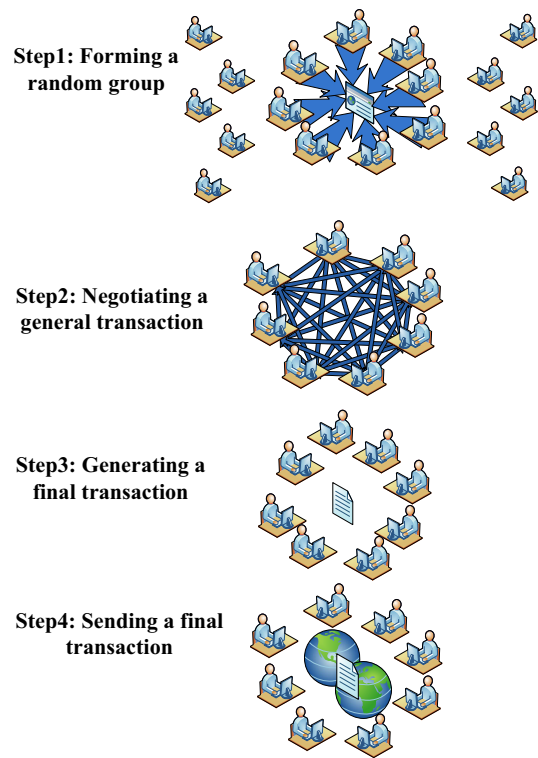 Step1: Forming a
random group
Step2: Negotiating a
general transaction
Step3: Generating a
final transaction
Step4: Sending a final
transaction